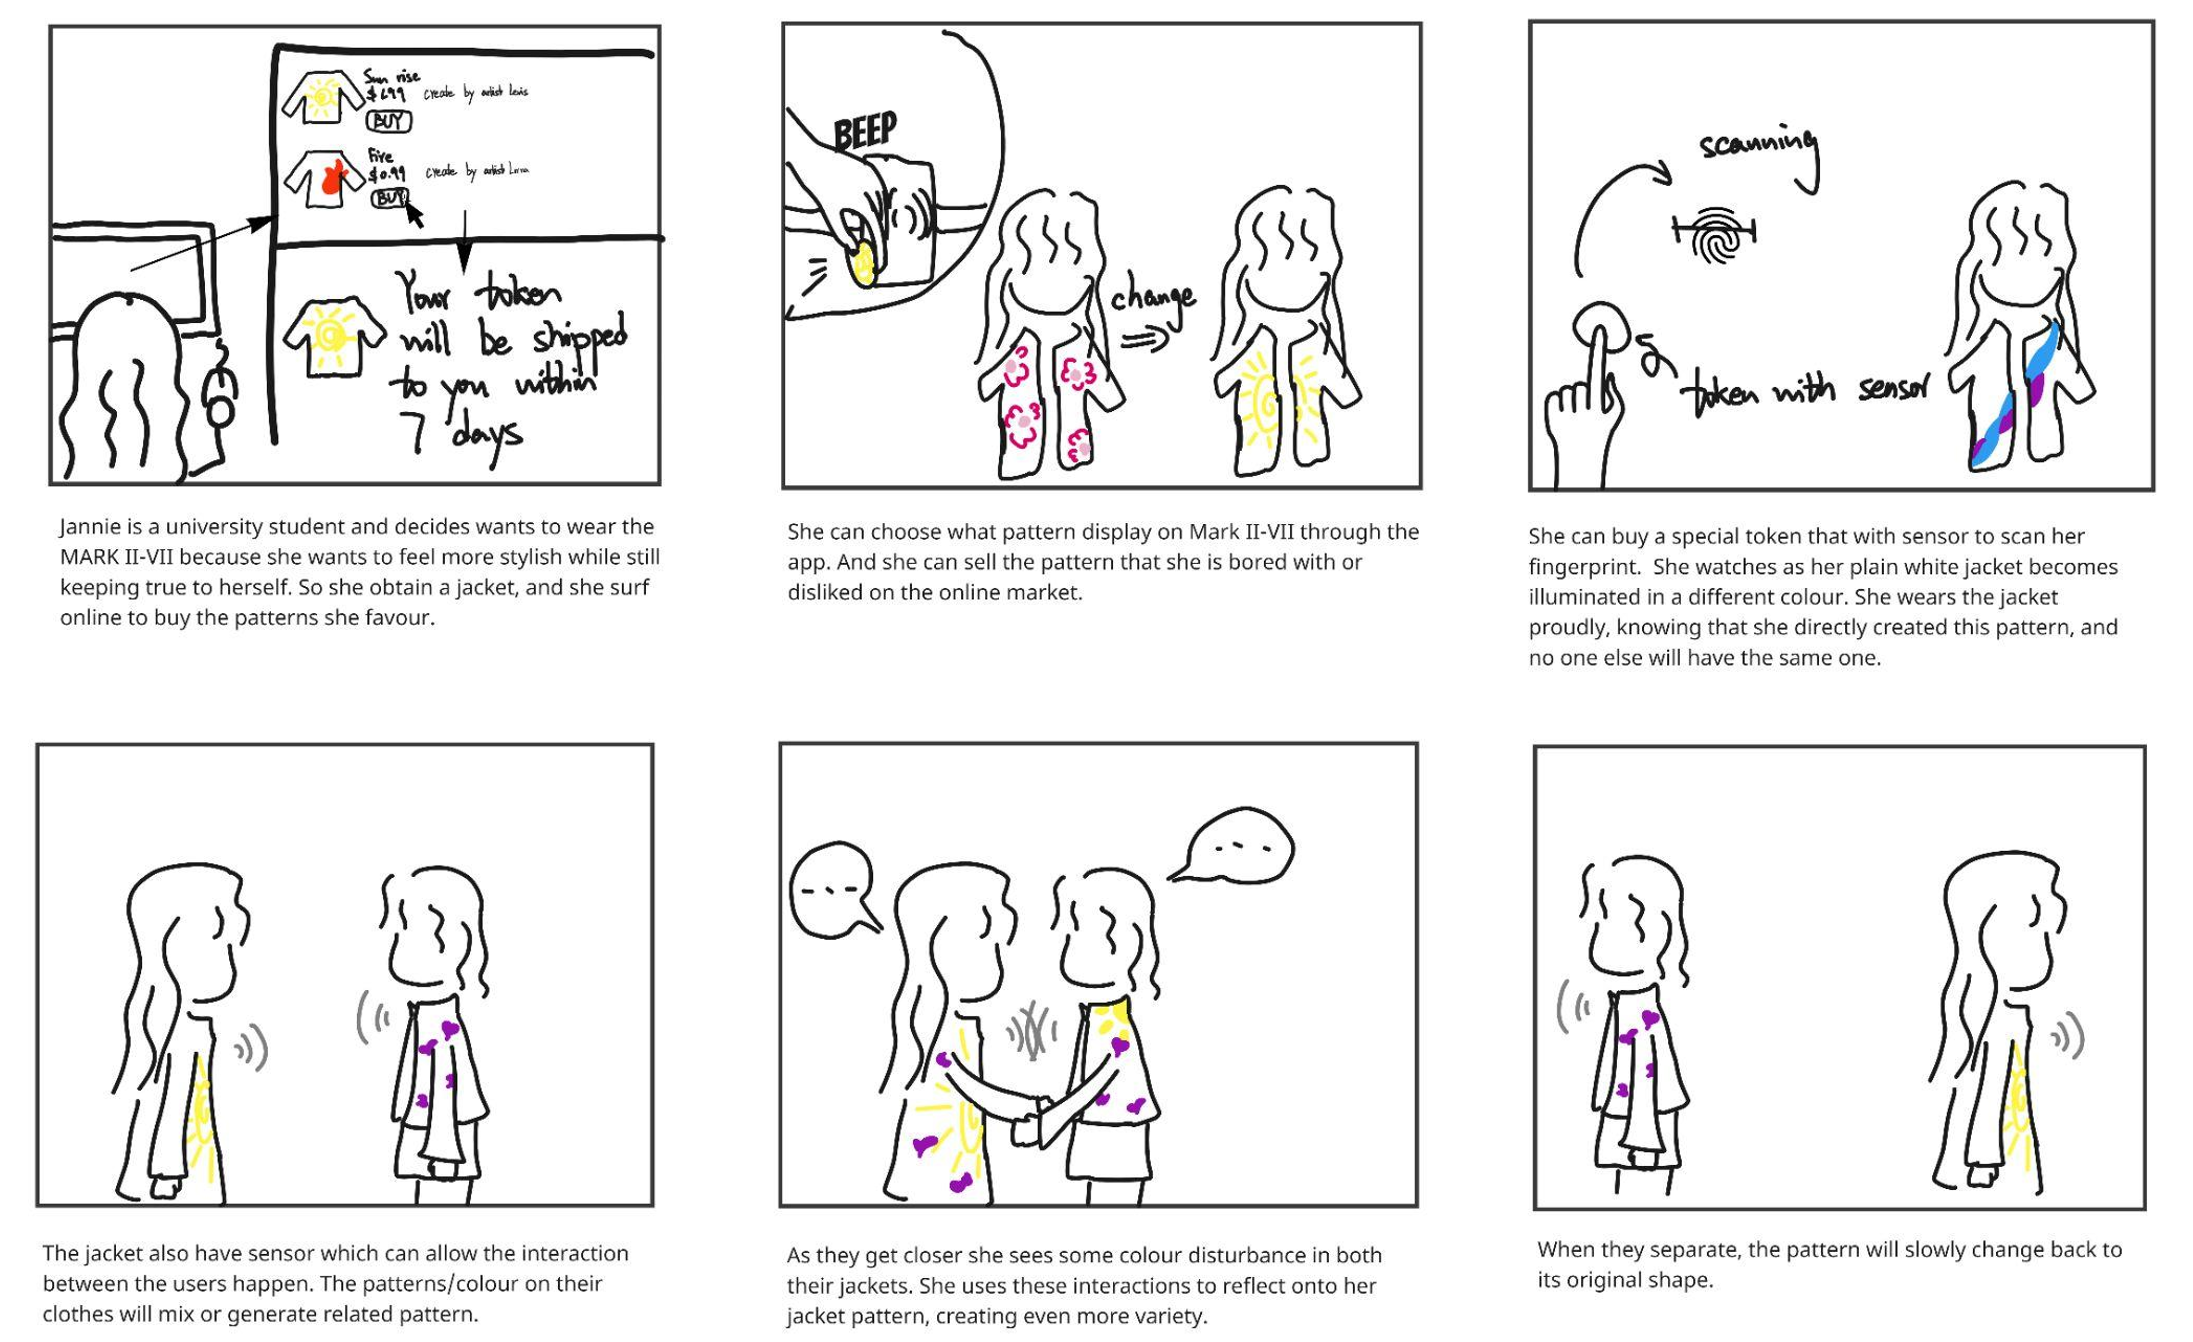 Sun rise
$1.99 create by artist lewis
BUY
Fire
$0.99 create by artist
BUY
Your token
will be shipped
to you within
7 days
Jannie is a university student and decides wants to wear the
MARK II-VII because she wants to feel more stylish while still
keeping true to herself. So she obtain a jacket, and she surf
online to buy the patterns she favour.
BEEP
change
She can choose what pattern display on Mark II-VII through the
app. And she can sell the pattern that she is bored with or
disliked on the online market.
scanning
token with sensor
She can buy a special token that with sensor to scan her
fingerprint.  She watches as her plain white jacket becomes
illuminated in a different colour. She wears the jacket
proudly, knowing that she directly created this pattern, and
no one else will have the same one.
The jacket also have sensor which can allow the interaction
between the users happen. The patterns/colour on their
clothes will mix or generate related pattern.
As they get closer she sees some colour disturbance in both
their jackets. She uses these interactions to reflect onto her
jacket pattern, creating even more variety.
When they separate, the pattern will slowly change back to
its original shape.